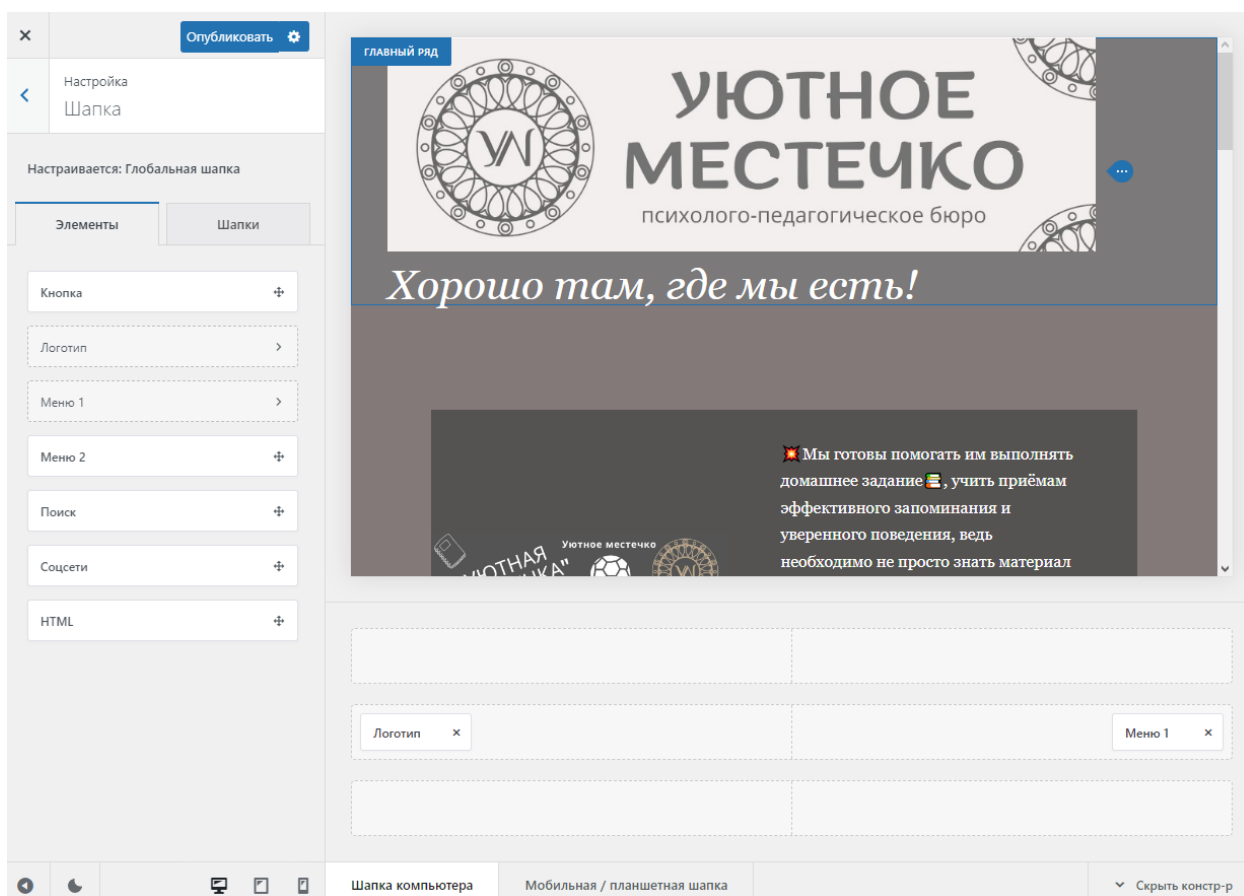 Опубликовать
Настройка
Шапка
Настраивается: Глобальная шапка
Элементы
Шапки
Кнопка
Логотип
Меню 1
Меню 2
Поиск
Соцсети
HTML
ГЛАВНЫЙ РЯД
УЮТНОЕ
МЕСТЕЧКО
психолого-педагогическое бюро
Хорошо там, где мы есть!
💥Мы готовы помогать им выполнять
домашнее задание📚, учить приёмам
эффективного запоминания и
уверенного поведения, ведь
необходимо не просто знать материал
Уютное местечко
Логотип
Меню 1
Шапка компьютера
Мобильная / планшетная шапка
Скрыть констр-р